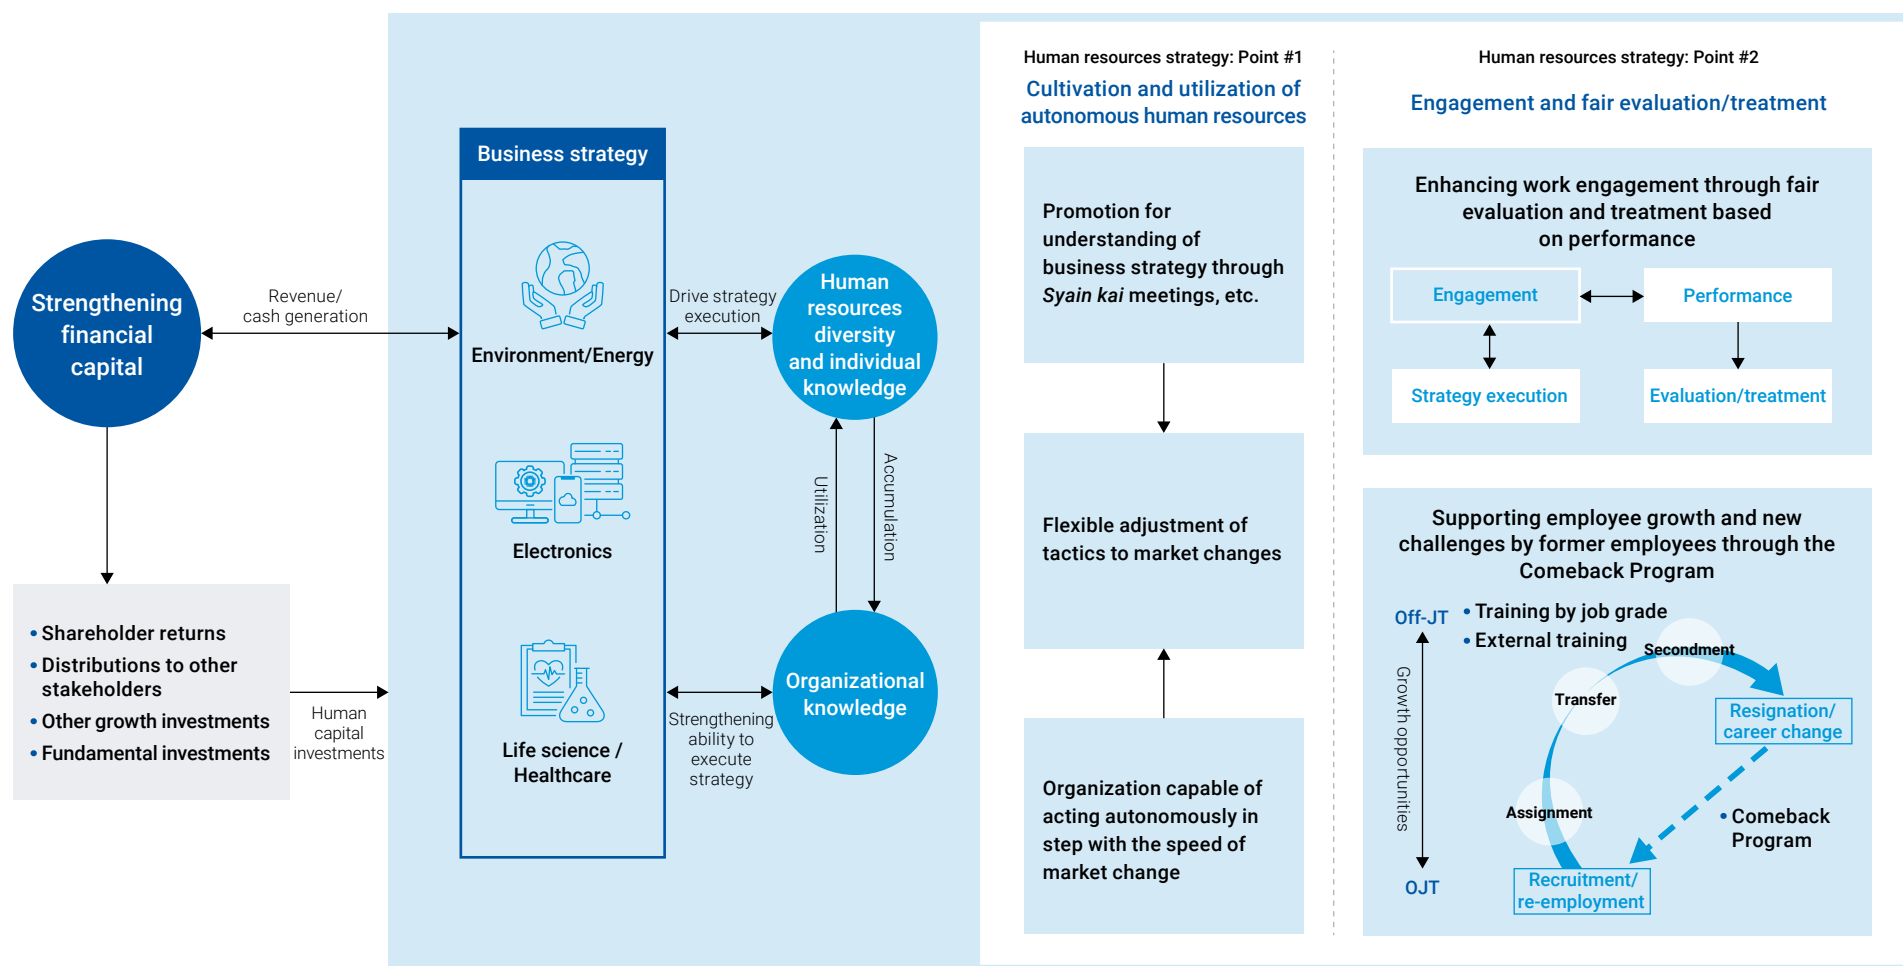 Strengthening
financial
capital
Revenue/
cash generation
• Shareholder returns
• Distributions to other
stakeholders
• Other growth investments
• Fundamental investments
Human
capital
investments
Business strategy
Environment/Energy
Electronics
Life science /
Healthcare
Drive strategy
execution
Human
resources
diversity
and individual
knowledge
Utilization
Accumulation
Organizational
knowledge
Strengthening
ability to
execute
strategy
Human resources strategy: Point #1
Cultivation and utilization of
autonomous human resources
Promotion for
understanding of
business strategy through
Syain kai meetings, etc.
Flexible adjustment of
tactics to market changes
Organization capable of
acting autonomously in
step with the speed of
market change
Human resources strategy: Point #2
Engagement and fair evaluation/treatment
Enhancing work engagement through fair
evaluation and treatment based
on performance
Engagement
Performance
Strategy execution
Evaluation/treatment
Supporting employee growth and new
challenges by former employees through the
Comeback Program
Off-JT
• Training by job grade
• External training
Growth opportunities
OJT
Secondment
Transfer
Assignment
Resignation/
career change
• Comeback
Program
Recruitment/
re-employment